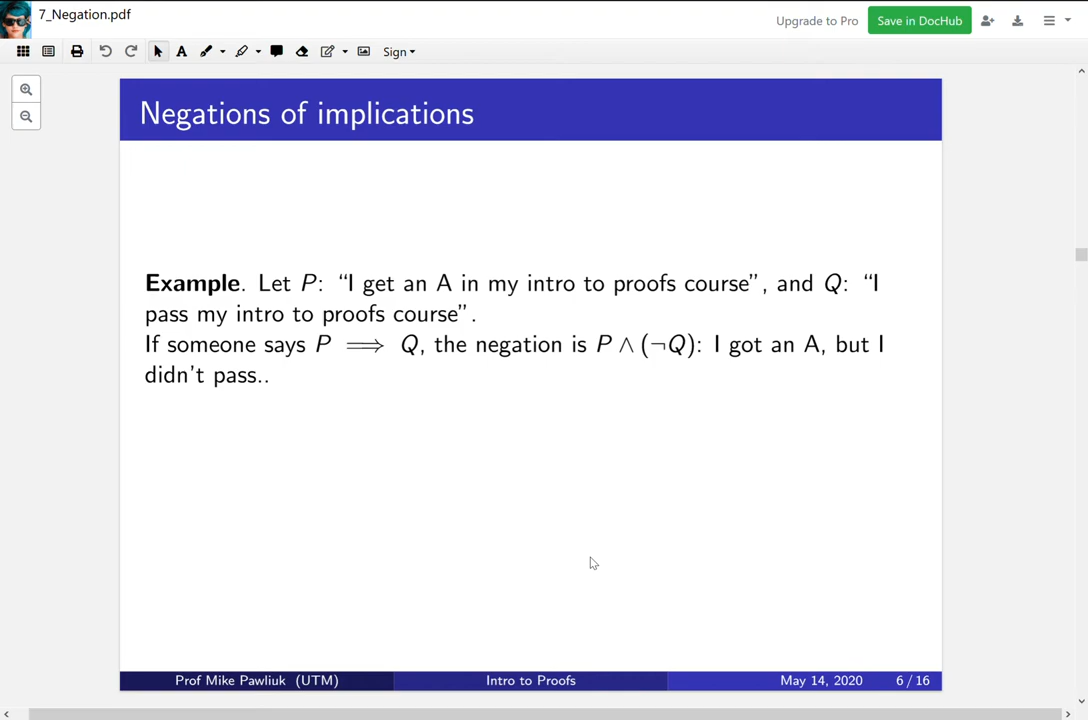 7_Negation.pdf
Upgrade to Pro
Save in DocHub
A
Sign
Negations of implications
Example. Let P: “I get an A in my intro to proofs course”, and Q: “I
pass my intro to proofs course”.
If someone says P ⟹ Q, the negation is P ∧ (¬Q): I got an A, but I
didn't pass..
Prof Mike Pawliuk (UTM)
Intro to Proofs
May 14, 2020
6 / 16